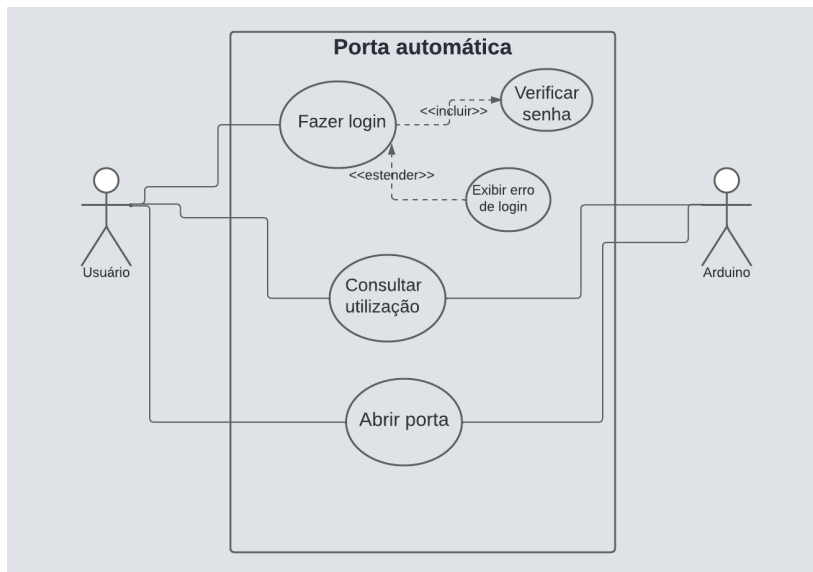 Porta automática
Verificar
senha
<<incluir>>
Fazer login
<<estender>>
Exibir erro
de login
Usuário
Arduino
Consultar
utilização
Abrir porta